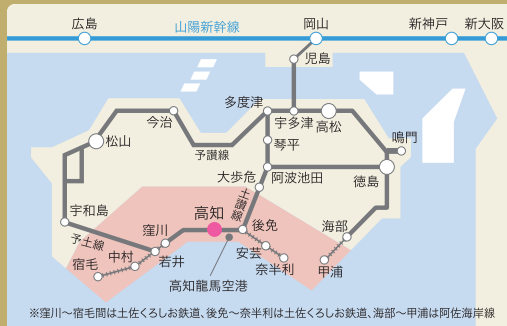 広島
山陽新幹線
岡山
新神戸
新大阪
児島
多度津
今治
宇多津
高松
鳴門
松山
予讃線
琴平
大歩危
阿波池田
徳島
土讃線
宇和島
高知
後免
海部
予土線
窪川
宿毛
中村
若井
安芸
奈半利
甲浦
高知龍馬空港
※窪川～宿毛間は土佐くろしお鉄道、後免～奈半利は土佐くろしお鉄道、海部～甲浦は阿佐海岸線